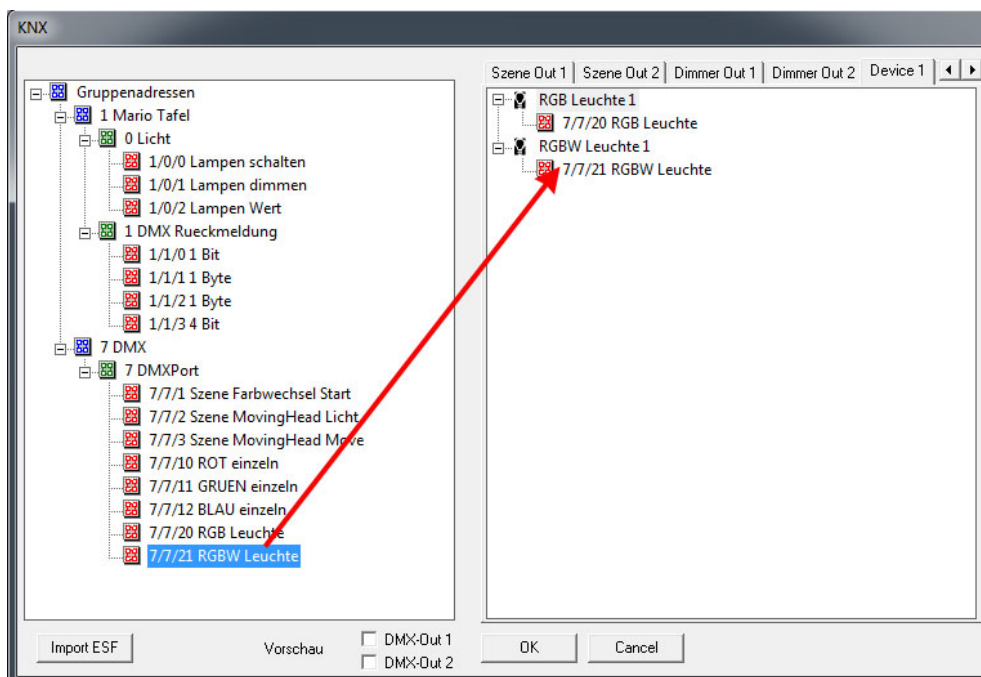 KNX
Gruppenadressen
1 Mario Tafel
0 Licht
1/0/0 Lampen schalten
1/0/1 Lampen dimmen
1/0/2 Lampen Wert
1 DMX Rueckmeldung
1/1/0 1 Bit
1/1/1 1 Byte
1/1/2 1 Byte
1/1/3 4 Bit
7 DMX
7 DMXPort
7/7/1 Szene Farbwechsel Start
7/7/2 Szene MovingHead Licht
7/7/3 Szene MovingHead Move
7/7/10 ROT einzeln
7/7/11 GRUEN einzeln
7/7/12 BLAU einzeln
7/7/20 RGB Leuchte
7/7/21 RGBW Leuchte
Szene Out 1 Szene Out 2 Dimmer Out 1 Dimmer Out 2 Device 1
RGB Leuchte 1
7/7/20 RGB Leuchte
RGBW Leuchte 1
7/7/21 RGBW Leuchte
Import ESF
Vorschau
DMX-Out 1
DMX-Out 2
OK
Cancel